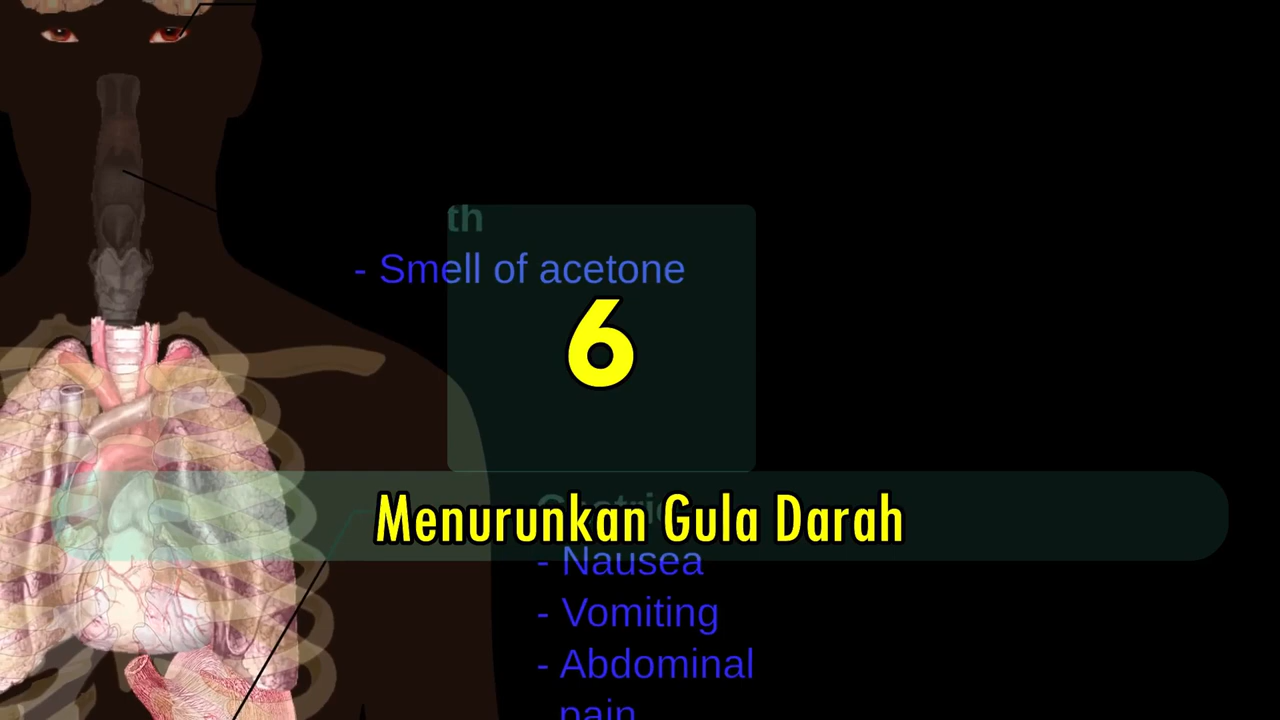 th
- Smell of acetone
6
Menurunkan Gula Darah
- Nausea
- Vomiting
- Abdominal
pain